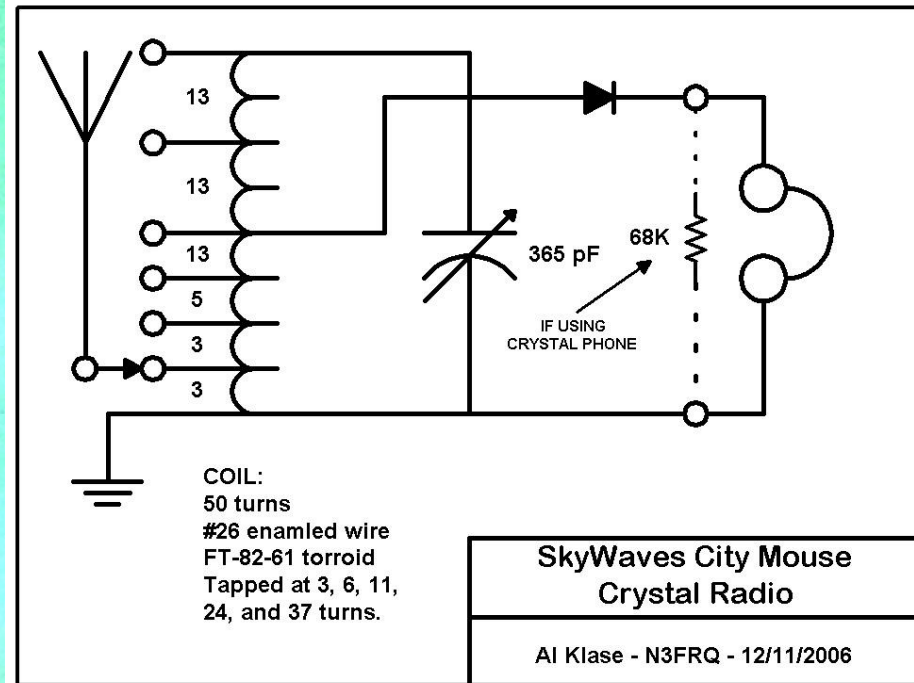 13
13
13
5
3
3
365 pF
68K
IF USING
CRYSTAL PHONE
COIL:
50 turns
#26 enamled wire
FT-82-61 torroid
Tapped at 3, 6, 11,
24, and 37 turns.
SkyWaves City Mouse
Crystal Radio
Al Klase - N3FRQ - 12/11/2006